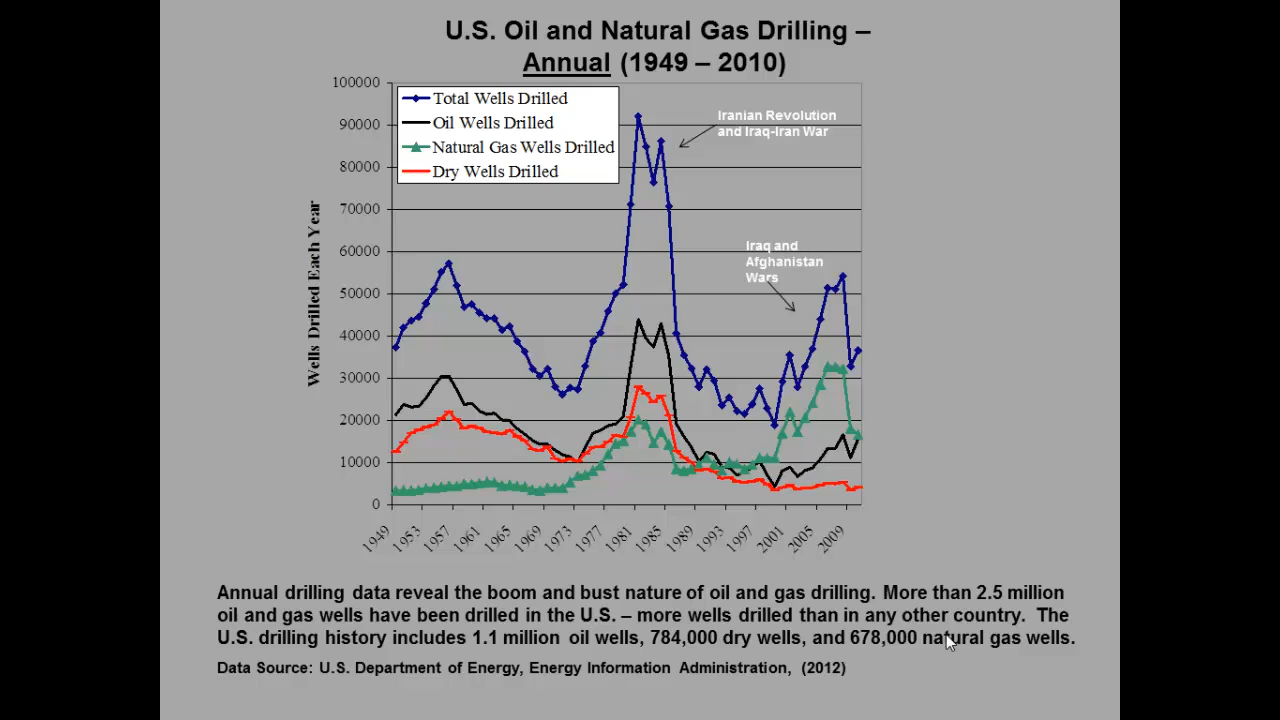 U.S. Oil and Natural Gas Drilling –
Annual (1949 – 2010)
100000
90000
80000
70000
60000
50000
40000
30000
20000
10000
0
Wells Drilled Each Year
Total Wells Drilled
Oil Wells Drilled
Natural Gas Wells Drilled
Dry Wells Drilled
Iranian Revolution
and Iraq-Iran War
Iraq and
Afghanistan
Wars
1949 1953 1957 1961 1965 1969 1973 1977 1981 1985 1989 1993 1997 2001 2005 2009
Annual drilling data reveal the boom and bust nature of oil and gas drilling. More than 2.5 million
oil and gas wells have been drilled in the U.S. – more wells drilled than in any other country. The
U.S. drilling history includes 1.1 million oil wells, 784,000 dry wells, and 678,000 natural gas wells.
Data Source: U.S. Department of Energy, Energy Information Administration, (2012)